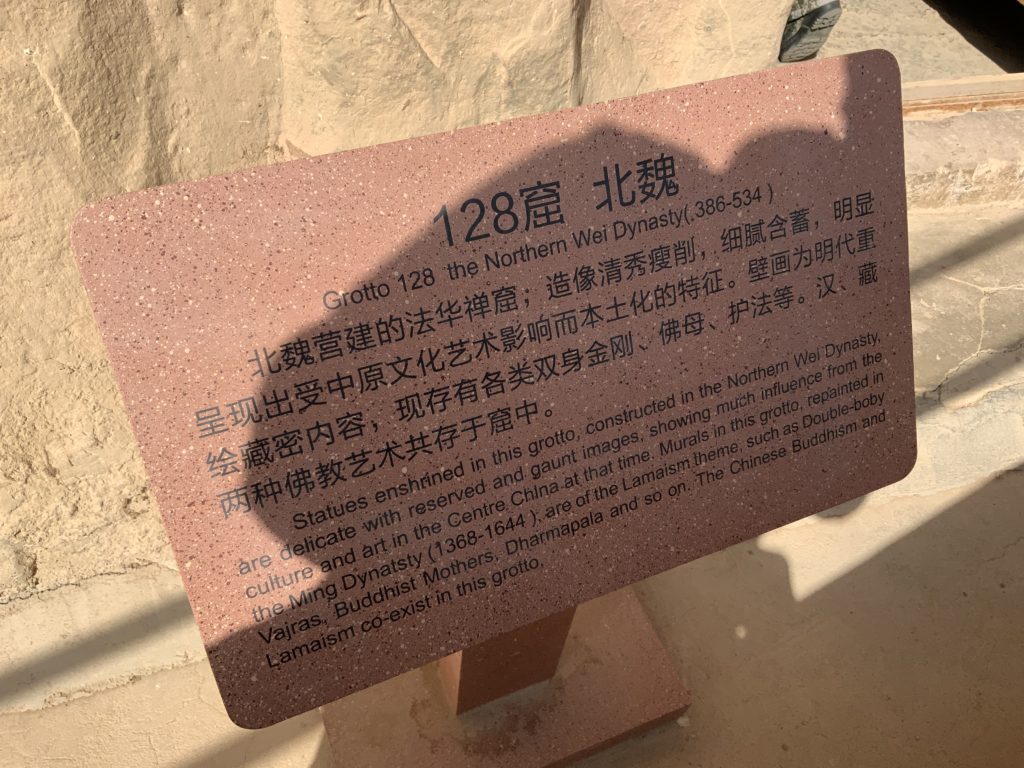 128窟 北魏
Grotto 128 the Northern Wei Dynasty(.386-534 )
北魏营建的法华禅窟；造像清秀瘦削，细腻含蓄，明显
呈现出受中原文化艺术影响而本土化的特征。壁画为明代重
绘藏密内容，现存有各类双身金刚、佛母、护法等。汉、藏
两种佛教艺术共存于窟中。
Statues enshrined in this grotto, constructed in the Northern Wei Dynasty,
are delicate with reserved and gaunt images, showing much influence from the
culture and art in the Centre China at that time. Murals in this grotto, repainted in
the Ming Dynatsty (1368-1644 ), are of the Lamaism theme, such as Double-boby
Vajras, Buddhist Mothers, Dharmapala and so on. The Chinese Buddhism and
Lamaism co-exist in this grotto.